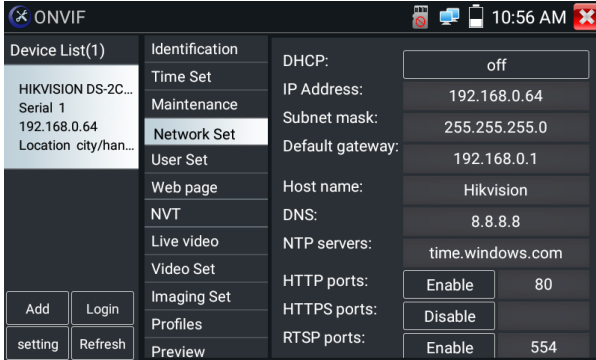 ONVIF
10:56 AM
Device List(1)
HIKVISION DS-2C...
Serial 1
192.168.0.64
Location city/han...
Add
Login
setting
Refresh
Identification
Time Set
Maintenance
Network Set
User Set
Web page
NVT
Live video
Video Set
Imaging Set
Profiles
Preview
DHCP: off
IP Address: 192.168.0.64
Subnet mask: 255.255.255.0
Default gateway: 192.168.0.1
Host name: Hikvision
DNS: 8.8.8.8
NTP servers: time.windows.com
HTTP ports: Enable 80
HTTPS ports: Disable
RTSP ports: Enable 554